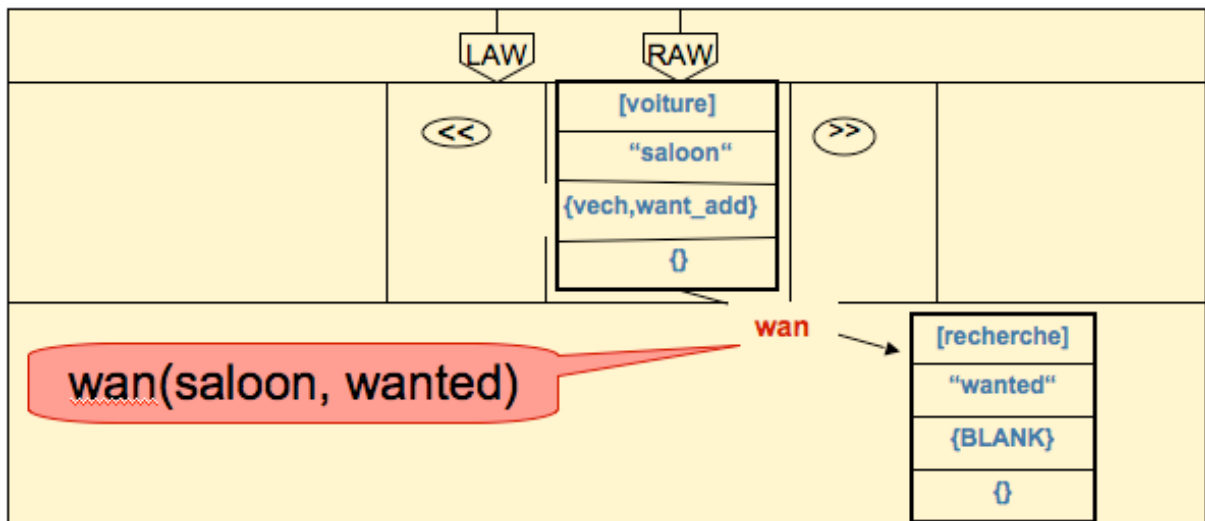 LAW
RAW
<<
[voiture]
>>
“saloon“
{vech,want_add}
{}
wan
[recherche]
wan(saloon, wanted)
“wanted“
{BLANK}
{}